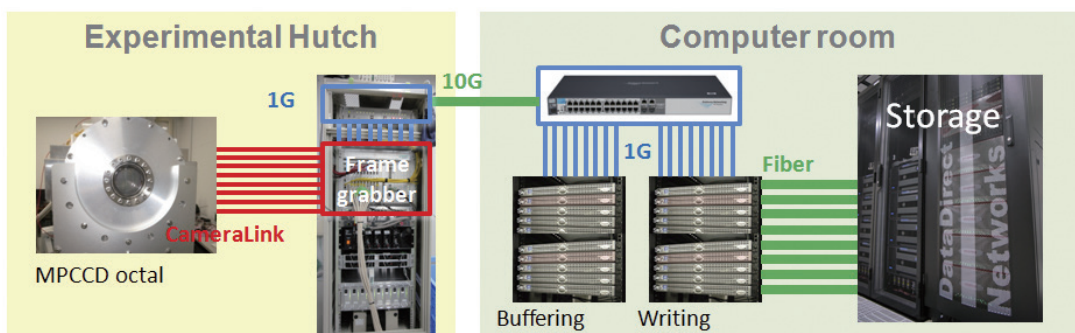 Experimental Hutch
Computer room
1G
10G
Frame
grabber
CameraLink
MPCCD octal
1G
Fiber
Storage
DataDirect
Networks
Buffering
Writing